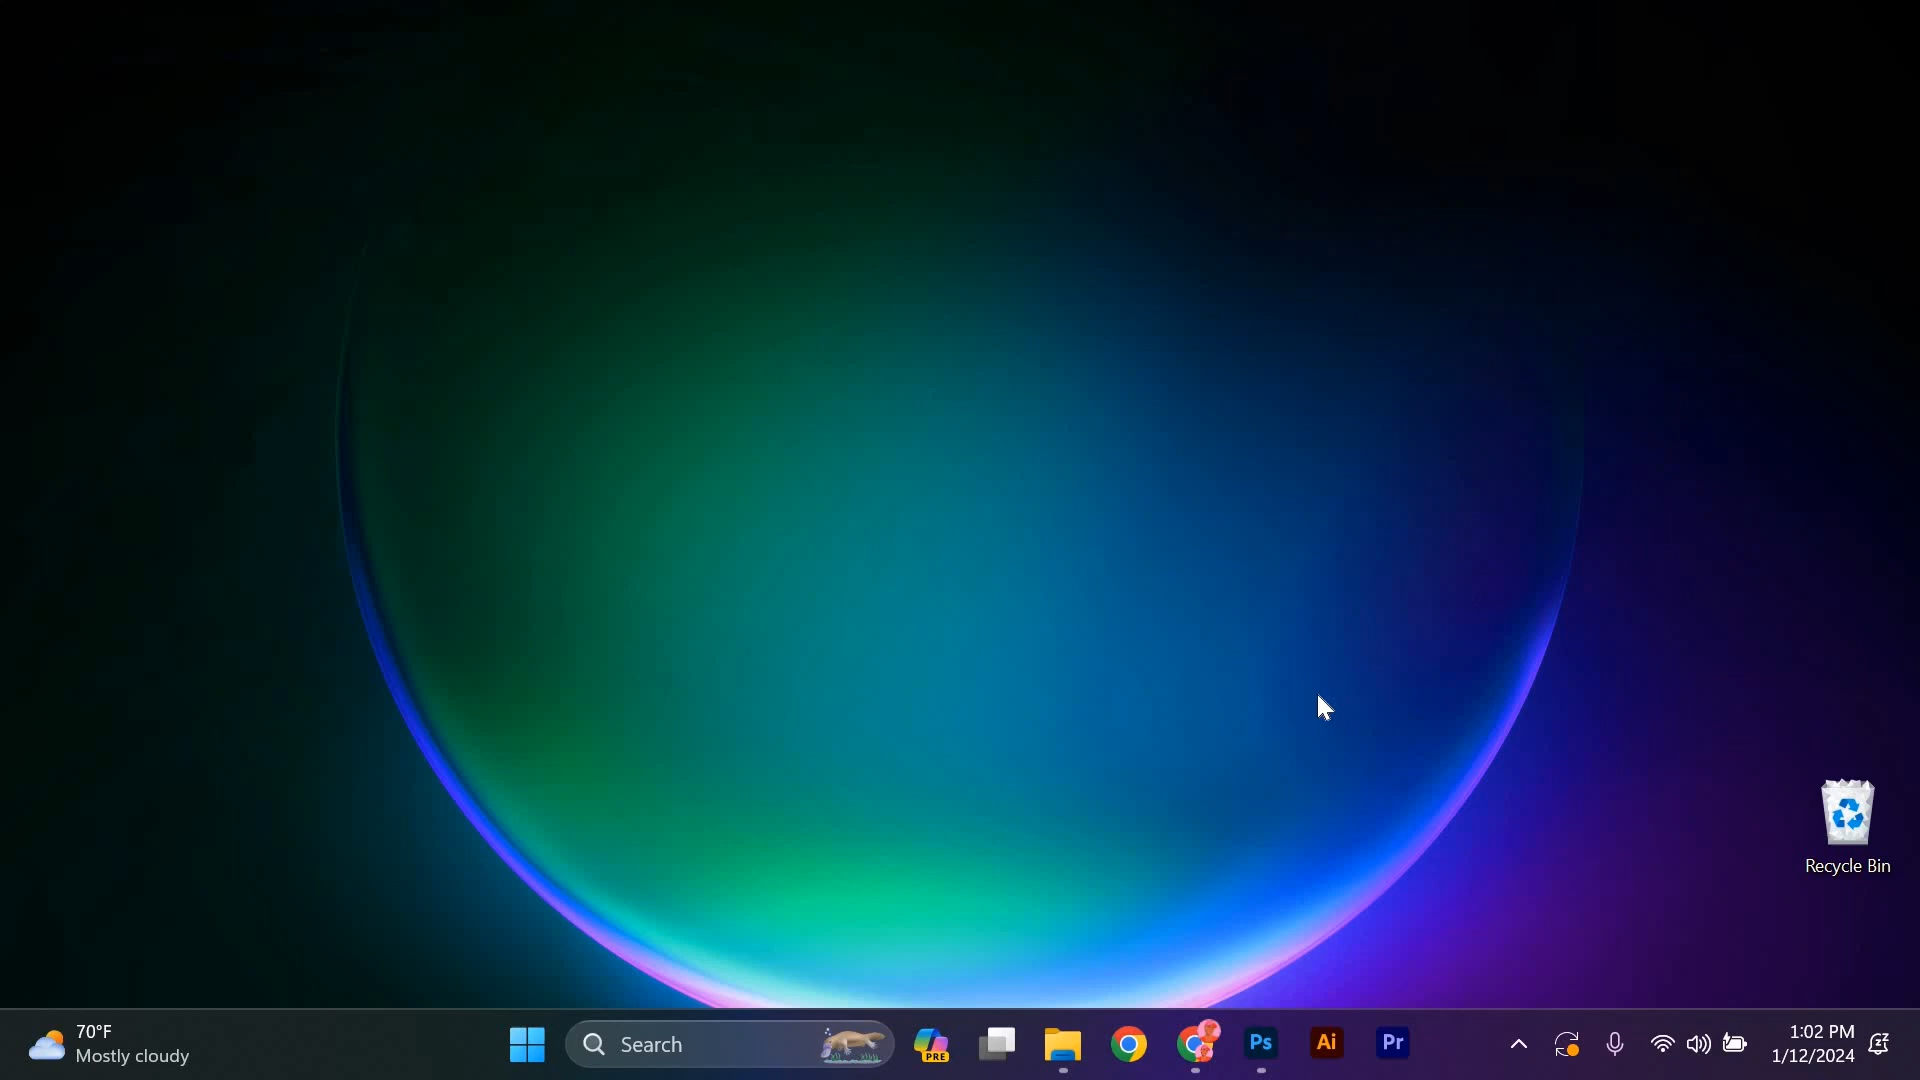 Recycle Bin
70°F
Mostly cloudy
Search
PRE
Ps
Ai
Pr
1:02 PM
1/12/2024